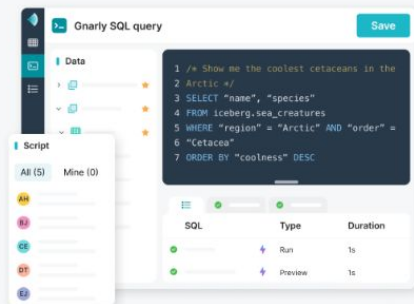 Gnarly SQL query
Save
Data
1 /* Show me the coolest cetaceans in the
2 Arctic */
3 SELECT “name”, “species”
4 FROM iceberg.sea_creatures
5 WHERE “region” = “Arctic” AND “order” =
6 “Cetacea”
7 ORDER BY “coolness” DESC
Script
All (5) Mine (0)
AH
BJ
CE
DT
EJ
SQL Type Duration
Run 1s
Preview 1s